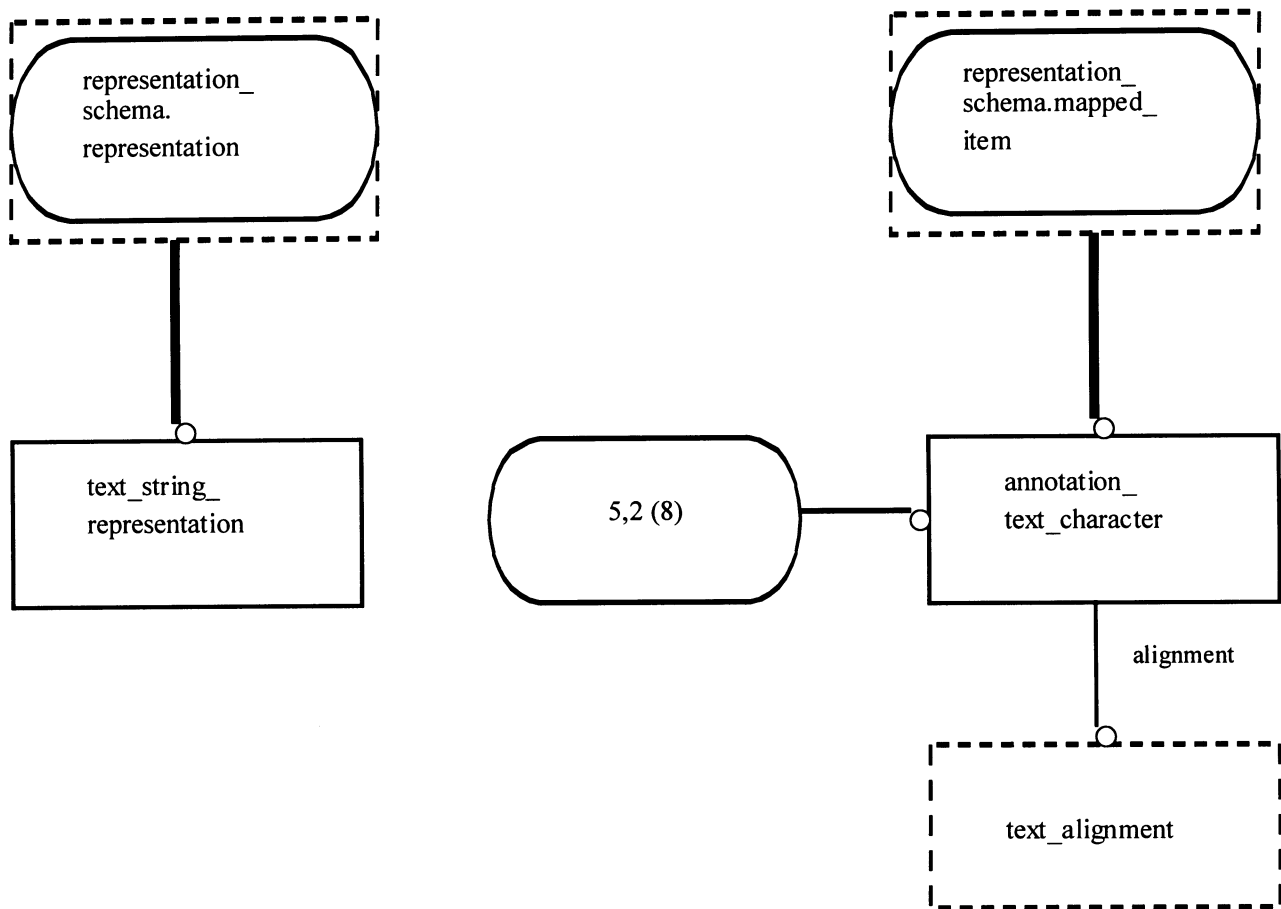 representation_
schema.
representation
representation_
schema.mapped_
item
text_string_
representation
5,2 (8)
annotation_
text_character
alignment
text_alignment